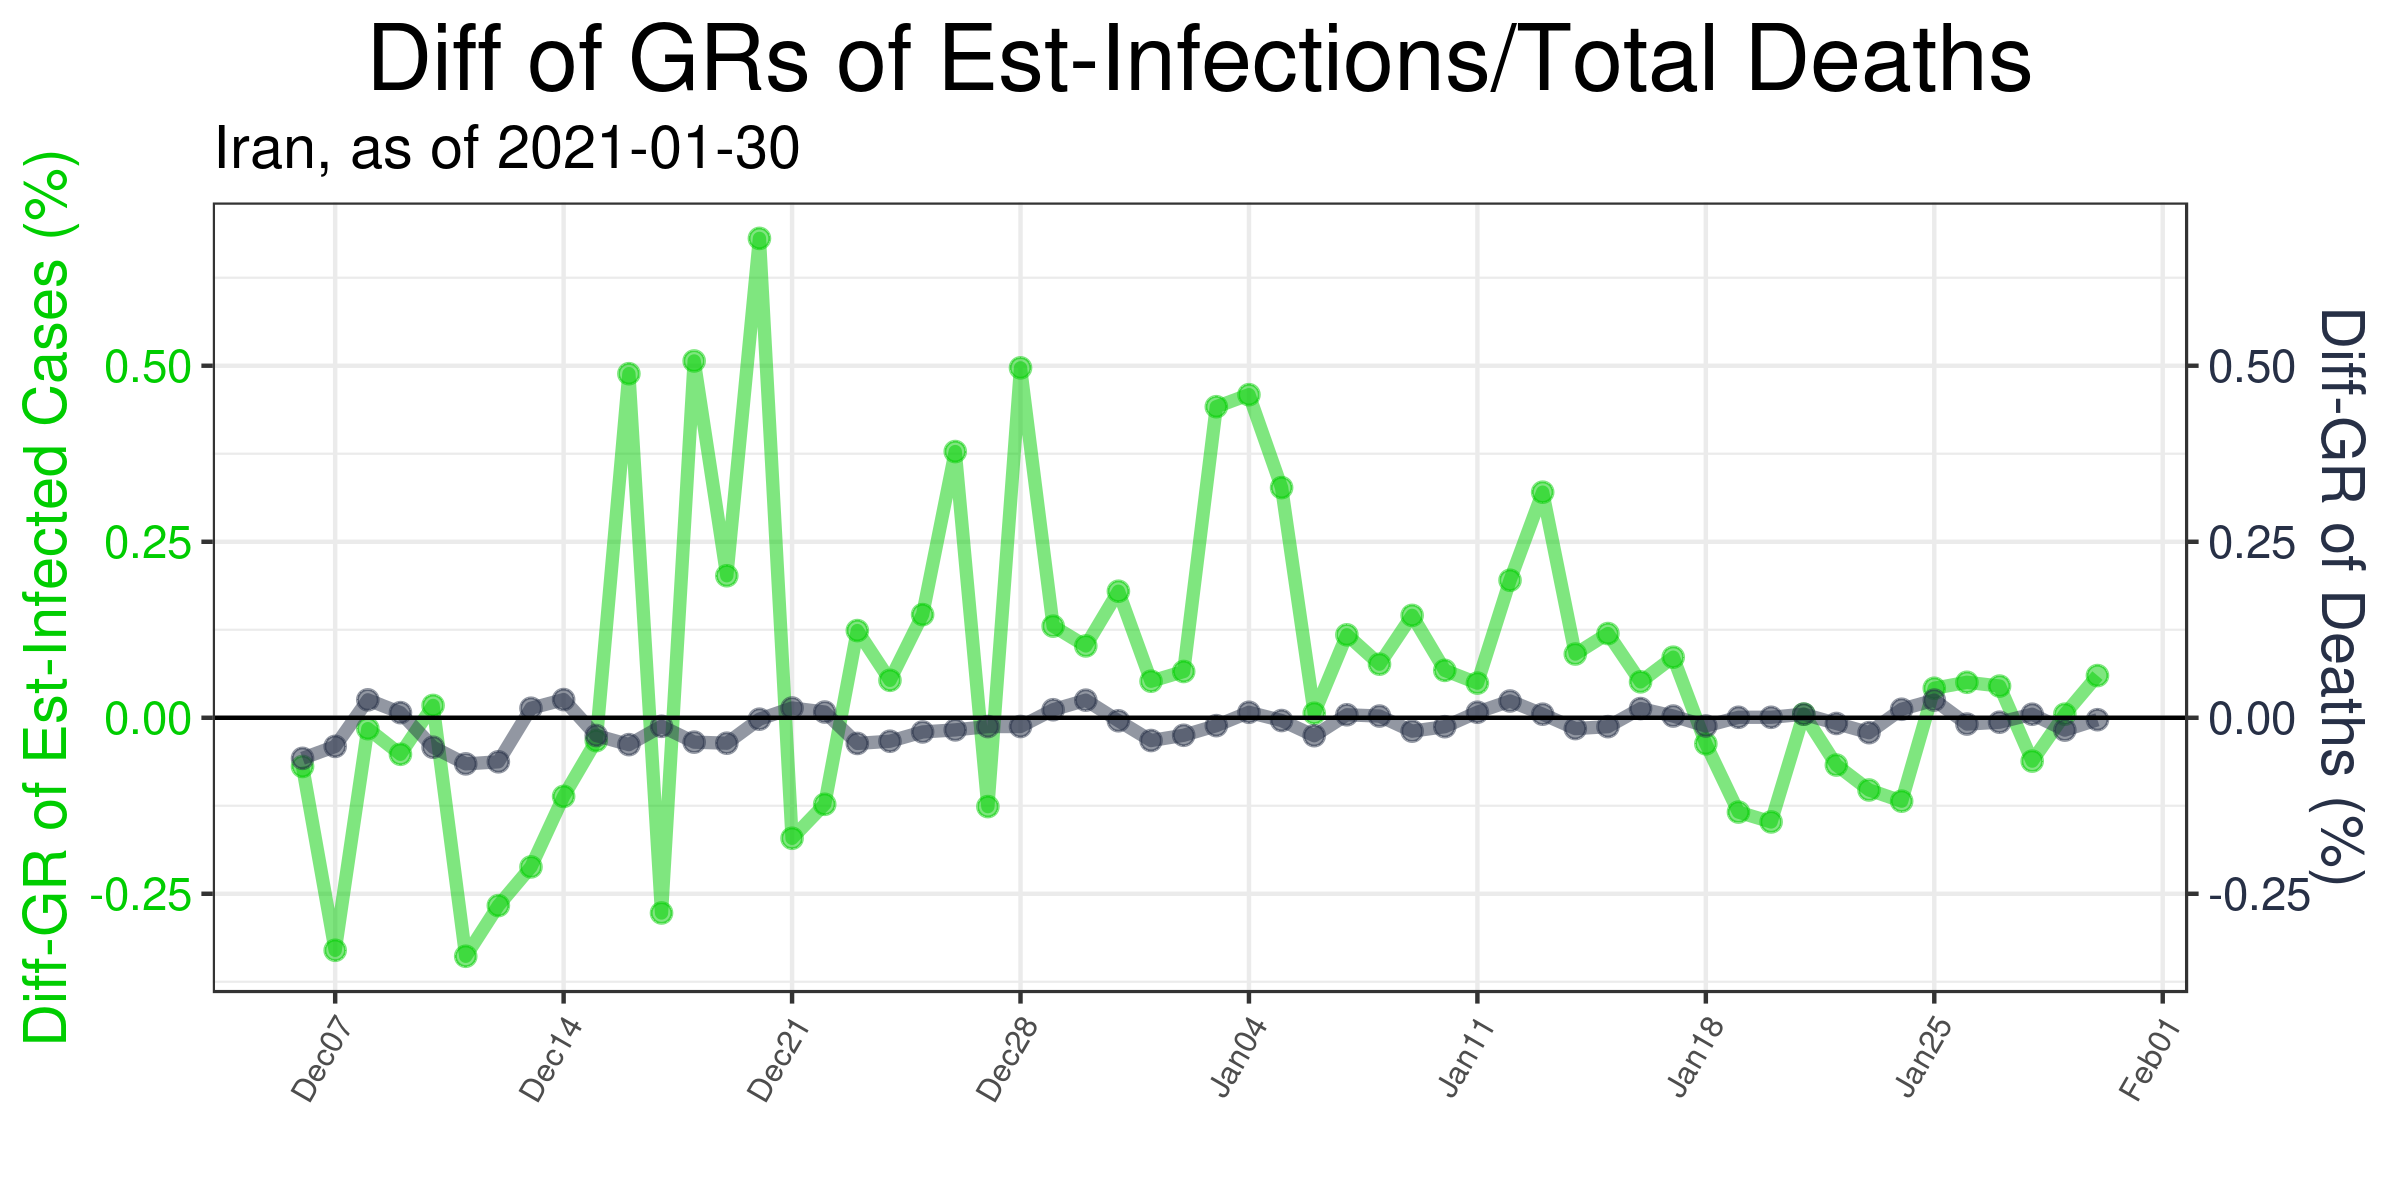 Diff of GRs of Est-Infections/Total Deaths
Iran, as of 2021-01-30
Diff-GR of Est-Infected Cases (%)
0.50
0.25
0.00
-0.25
0.50
0.25
0.00
-0.25
Diff-GR of Deaths (%)
Dec07
Dec14
Dec21
Dec28
Jan04
Jan11
Jan18
Jan25
Feb01